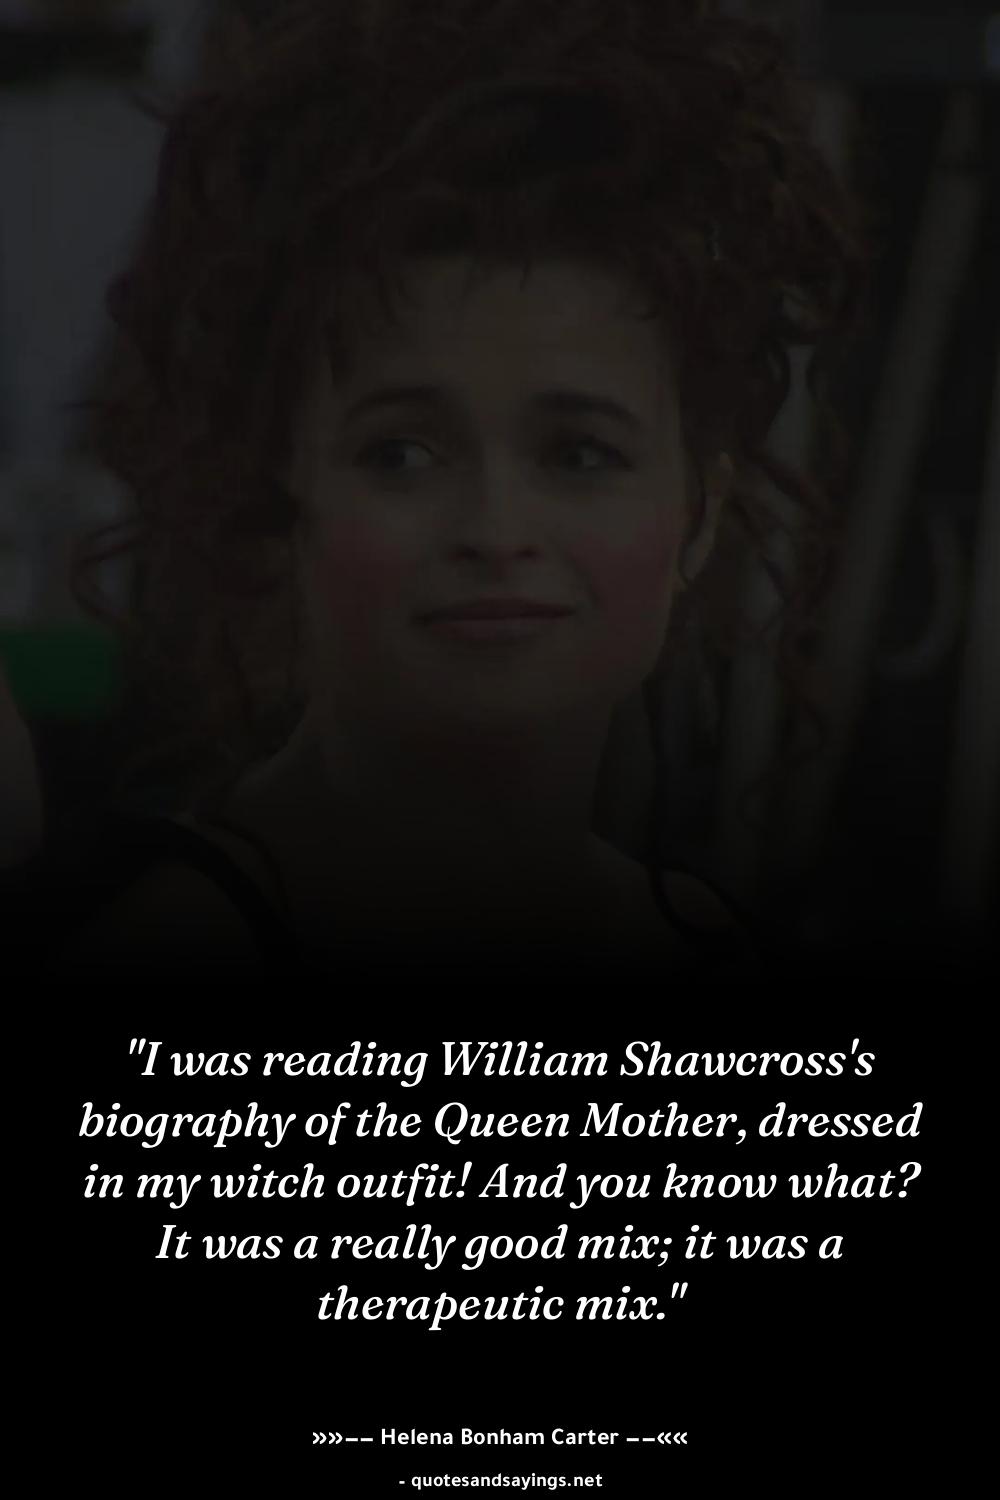 "I was reading William Shawcross's
biography of the Queen Mother, dressed
in my witch outfit! And you know what?
It was a really good mix; it was a
therapeutic mix."
»»−− Helena Bonham Carter −−««
- quotesandsayings.net